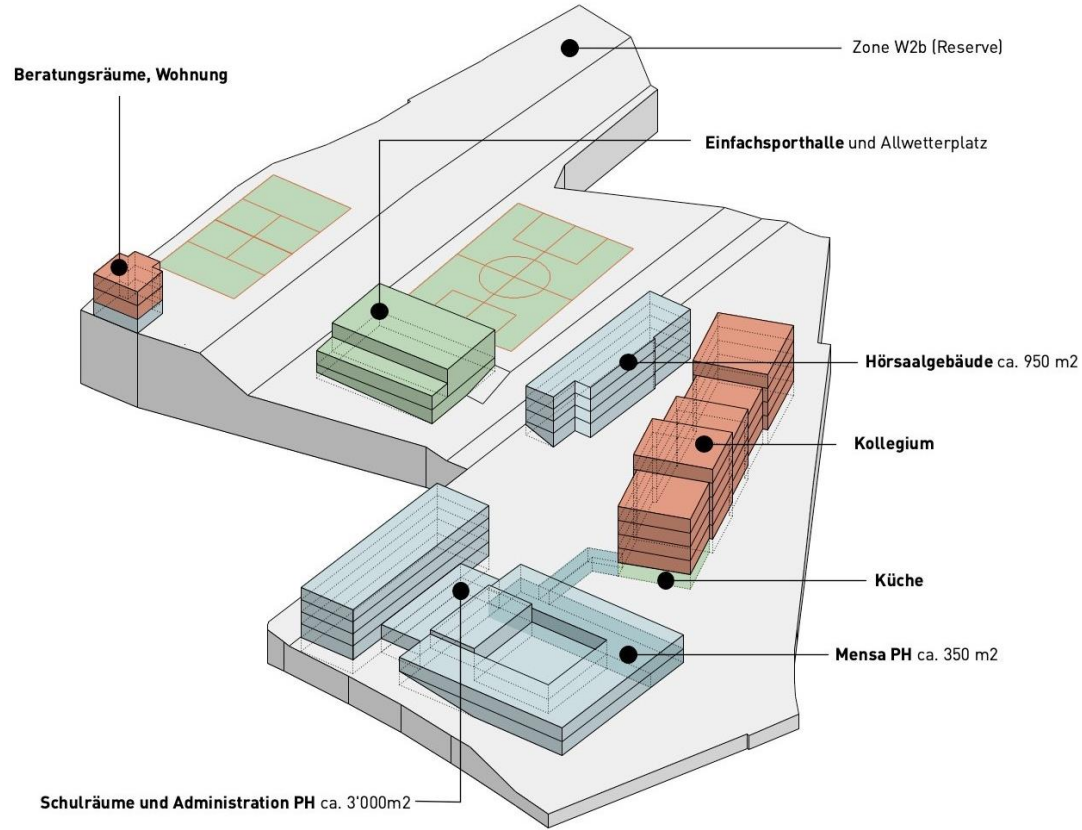 Zone W2b (Reserve)
Beratungsräume, Wohnung
Einfachsporthalle und Allwetterplatz
Hörsaalgebäude ca. 950 m2
Kollegium
Küche
Mensa PH ca. 350 m2
Schulräume und Administration PH ca. 3'000m2